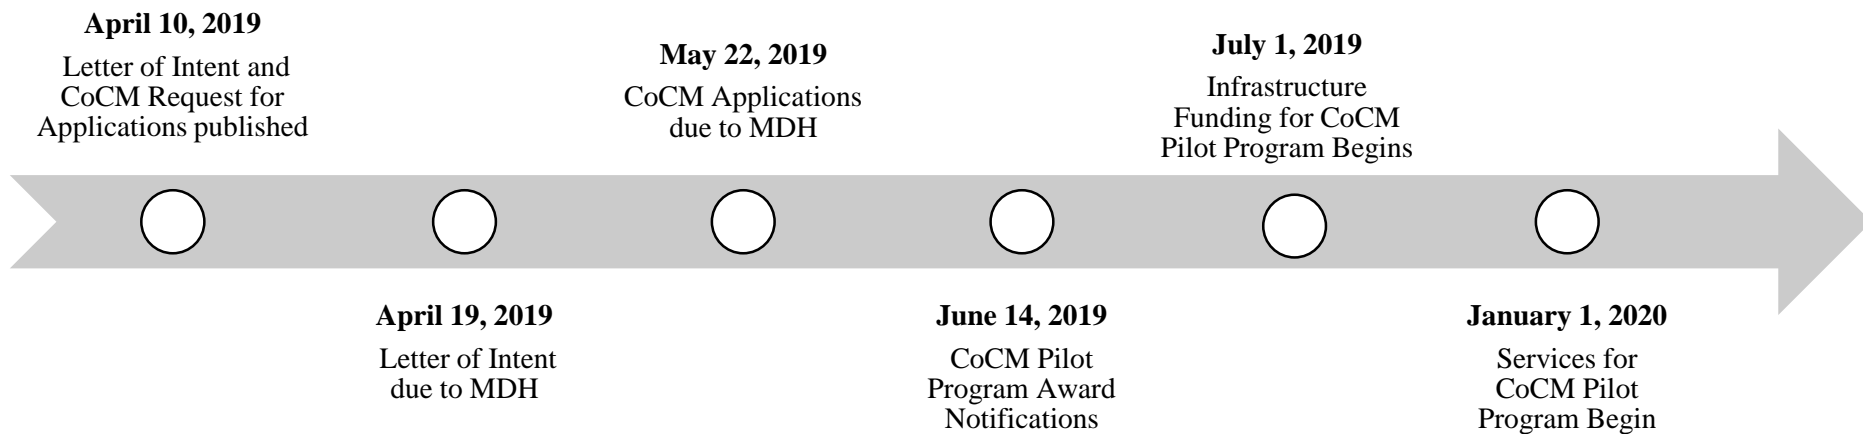 April 10, 2019
Letter of Intent and
CoCM Request for
Applications published
April 19, 2019
Letter of Intent
due to MDH
May 22, 2019
CoCM Applications
due to MDH
June 14, 2019
CoCM Pilot
Program Award
Notifications
July 1, 2019
Infrastructure
Funding for CoCM
Pilot Program Begins
January 1, 2020
Services for
CoCM Pilot
Program Begin